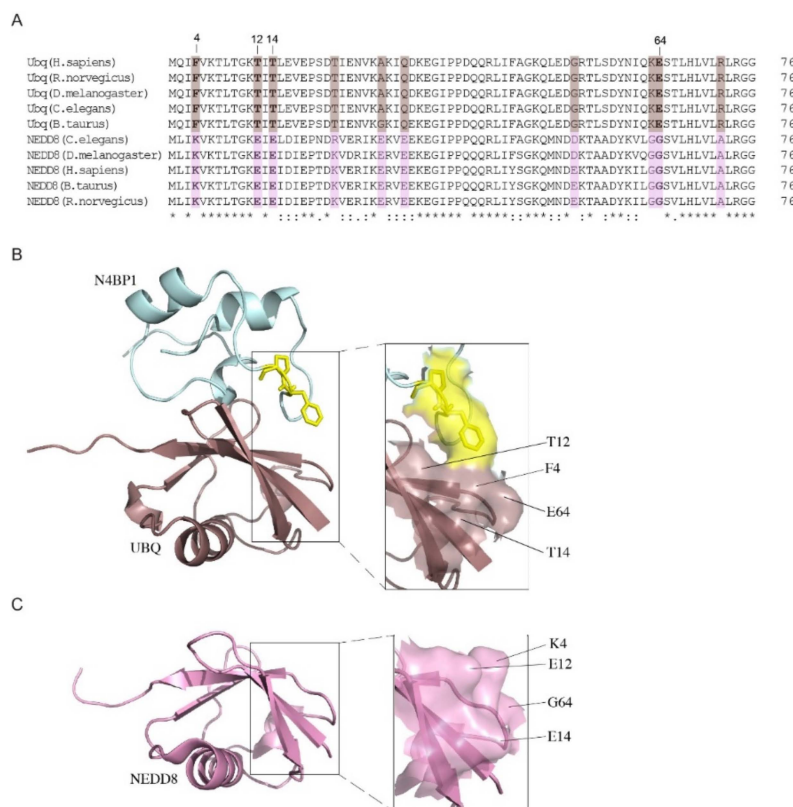 A
4 12 14 64
Ubq(H.sapiens) MQIFVKTLTGKTITLEVEPSDTIENVKAKIQDKEGIPPDQQRLIFAGKQLEDGRTLSDYNIQKESTLHLVLRLRGG 76
Ubq(R.norvegicus) MQIFVKTLTGKTITLEVEPSDTIENVKAKIQDKEGIPPDQQRLIFAGKQLEDGRTLSDYNIQKESTLHLVLRLRGG 76
Ubq(D.melanogaster) MQIFVKTLTGKTITLEVEPSDTIENVKAKIQDKEGIPPDQQRLIFAGKQLEDGRTLSDYNIQKESTLHLVLRLRGG 76
Ubq(C.elegans) MQIFVKTLTGKTITLEVEPSDTIENVKAKIQDKEGIPPDQQRLIFAGKQLEDGRTLSDYNIQKESTLHLVLRLRGG 76
Ubq(B.taurus) MQIFVKTLTGKTITLEVEPSDTIENVKAKIQDKEGIPPDQQRLIFAGKQLEDGRTLSDYNIQKESTLHLVLRLRGG 76
NEDD8(C.elegans) MLIKVKTLTGKEIELDIEPNDRVERIKERVEEKEGIPPPQQRLIFAGKQMNDDKTAADYKVLGGSVLHLVLALRGG 76
NEDD8(D.melanogaster) MLIKVKTLTGKEIEIDIEPTDKVERIKERVEEKEGIPPQQQRLIFSGKQMNDDKTAADYKVQGGSVLHLVLALRGG 76
NEDD8(H.sapiens) MLIKVKTLTGKEIEIDIEPTDKVERIKERVEEKEGIPPQQQRLIYSGKQMNDEKTAADYKILGGSVLHLVLALRGG 76
NEDD8(B.taurus) MLIKVKTLTGKEIEIDIEPTDKVERIKERVEEKEGIPPQQQRLIYSGKQMNDEKTAADYKILGGSVLHLVLALRGG 76
NEDD8(R.norvegicus) MLIKVKTLTGKEIEIDIEPTDKVERIKERVEEKEGIPPQQQRLIYSGKQMNDEKTAADYKILGGSVLHLVLALRGG 76
B
N4BP1
T12
F4
E64
UBQ
T14
C
K4
E12
G64
E14
NEDD8